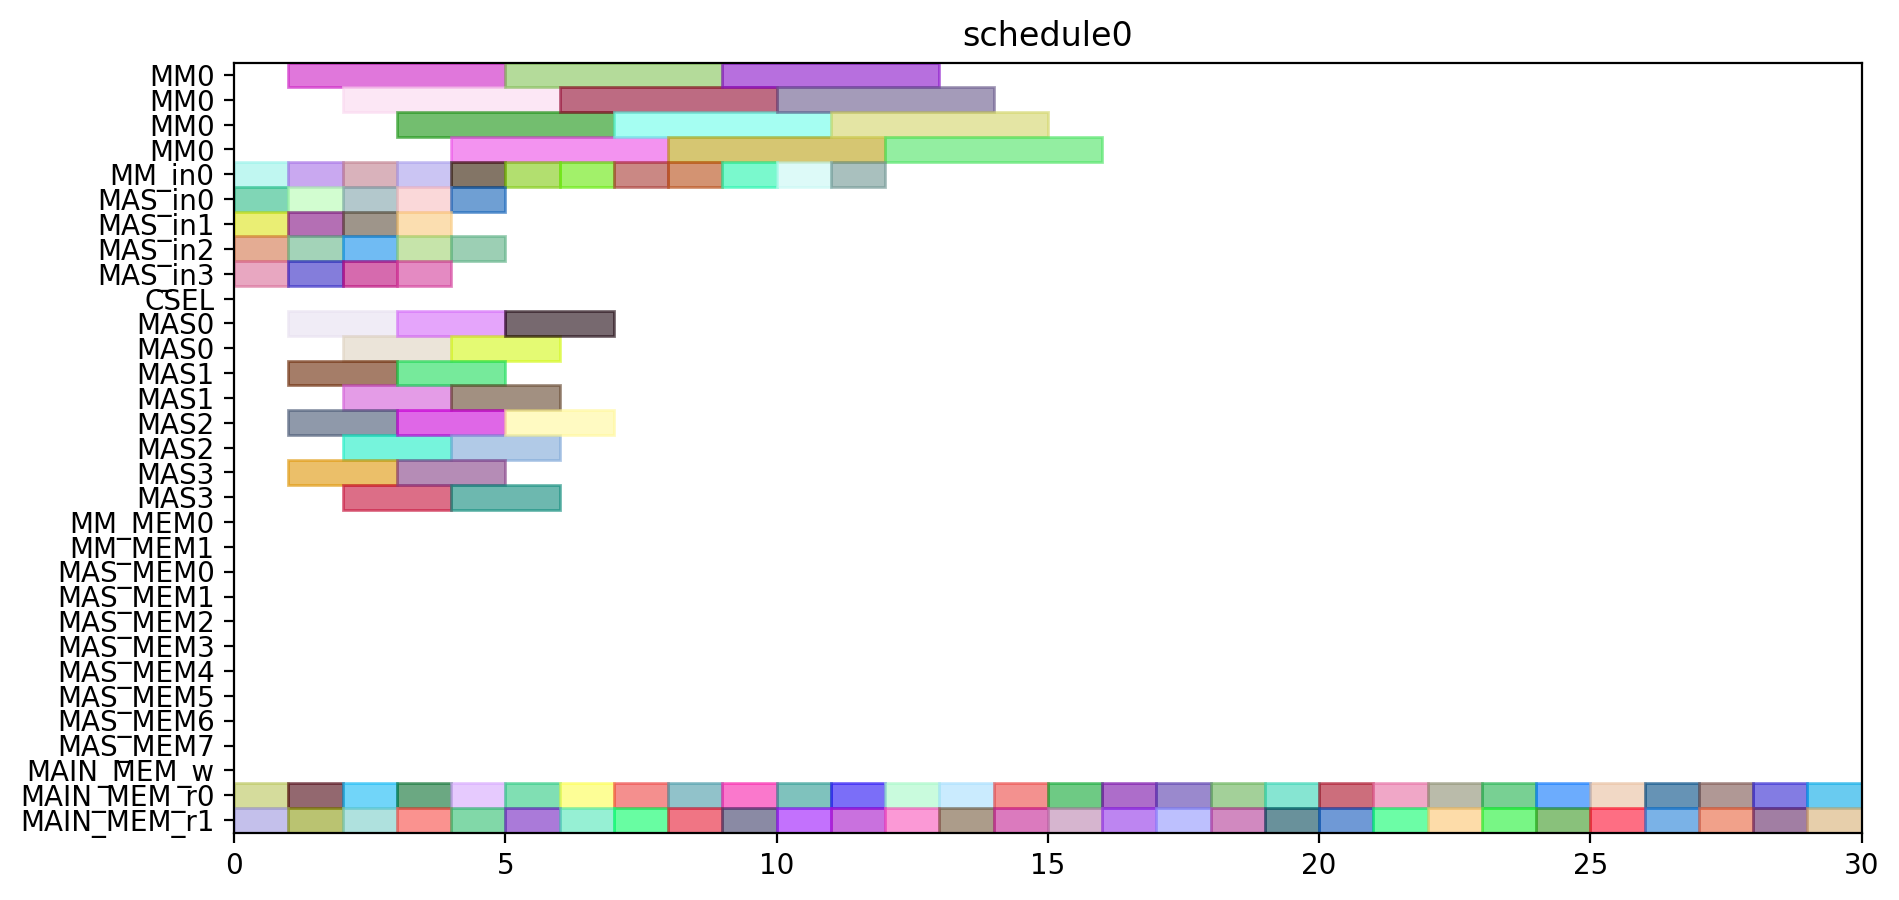 schedule0
MM0
MM0
MM0
MM0
MM_in0
MAS_in0
MAS_in1
MAS_in2
MAS_in3
CSEL
MAS0
MAS0
MAS1
MAS1
MAS2
MAS2
MAS3
MAS3
MM_MEM0
MM_MEM1
MAS_MEM0
MAS_MEM1
MAS_MEM2
MAS_MEM3
MAS_MEM4
MAS_MEM5
MAS_MEM6
MAS_MEM7
MAIN_MEM_w
MAIN_MEM_r0
MAIN_MEM_r1
0 5 10 15 20 25 30